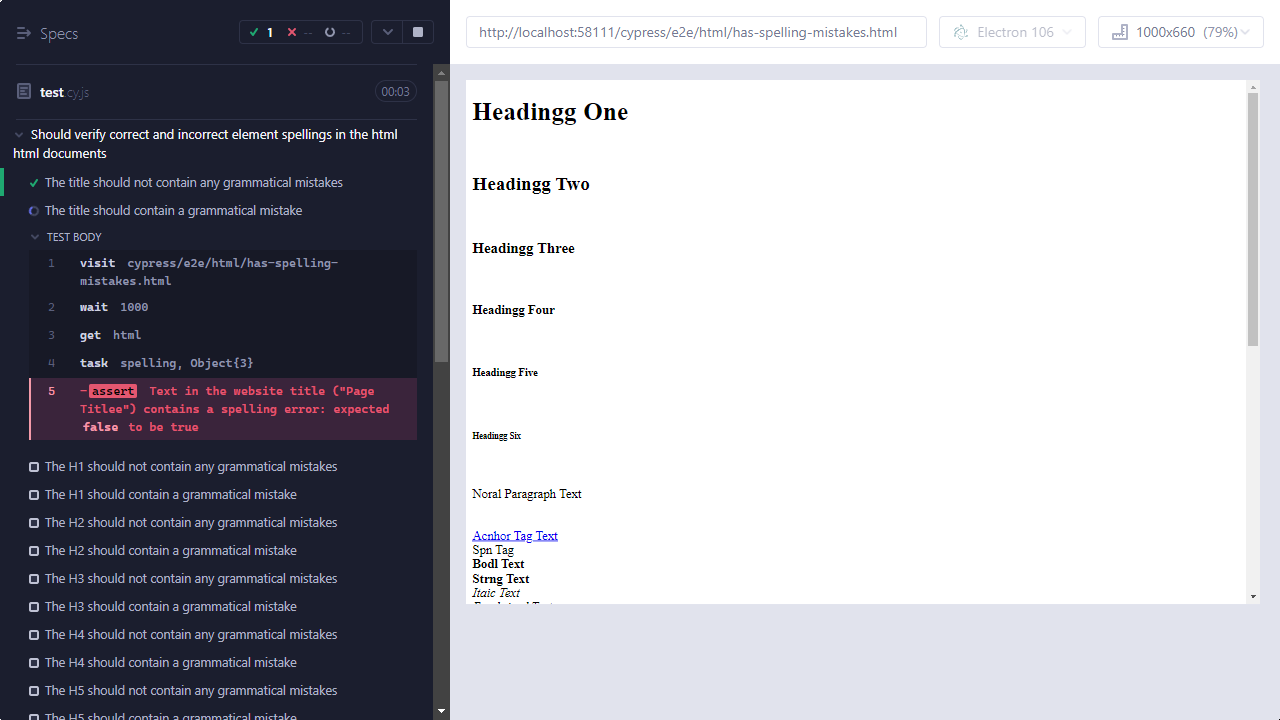 Specs
1
--
--
test.cy.js
00:03
Should verify correct and incorrect element spellings in the html
html documents
The title should not contain any grammatical mistakes
The title should contain a grammatical mistake
TEST BODY
1 visit cypress/e2e/html/has-spelling-
mistakes.html
2 wait 1000
3 get html
4 task spelling, Object{3}
5 -assert Text in the website title ("Page
Titlee") contains a spelling error: expected
false to be true
The H1 should not contain any grammatical mistakes
The H1 should contain a grammatical mistake
The H2 should not contain any grammatical mistakes
The H2 should contain a grammatical mistake
The H3 should not contain any grammatical mistakes
The H3 should contain a grammatical mistake
The H4 should not contain any grammatical mistakes
The H4 should contain a grammatical mistake
The H5 should not contain any grammatical mistakes
The H5 should contain a grammatical mistake
http://localhost:58111/cypress/e2e/html/has-spelling-mistakes.html
Electron 106
1000x660 (79%)
Headingg One
Headingg Two
Headingg Three
Headingg Four
Headingg Five
Headingg Six
Noral Paragraph Text
Acnhor Tag Text
Spn Tag
Bodl Text
Strng Text
Itaic Text